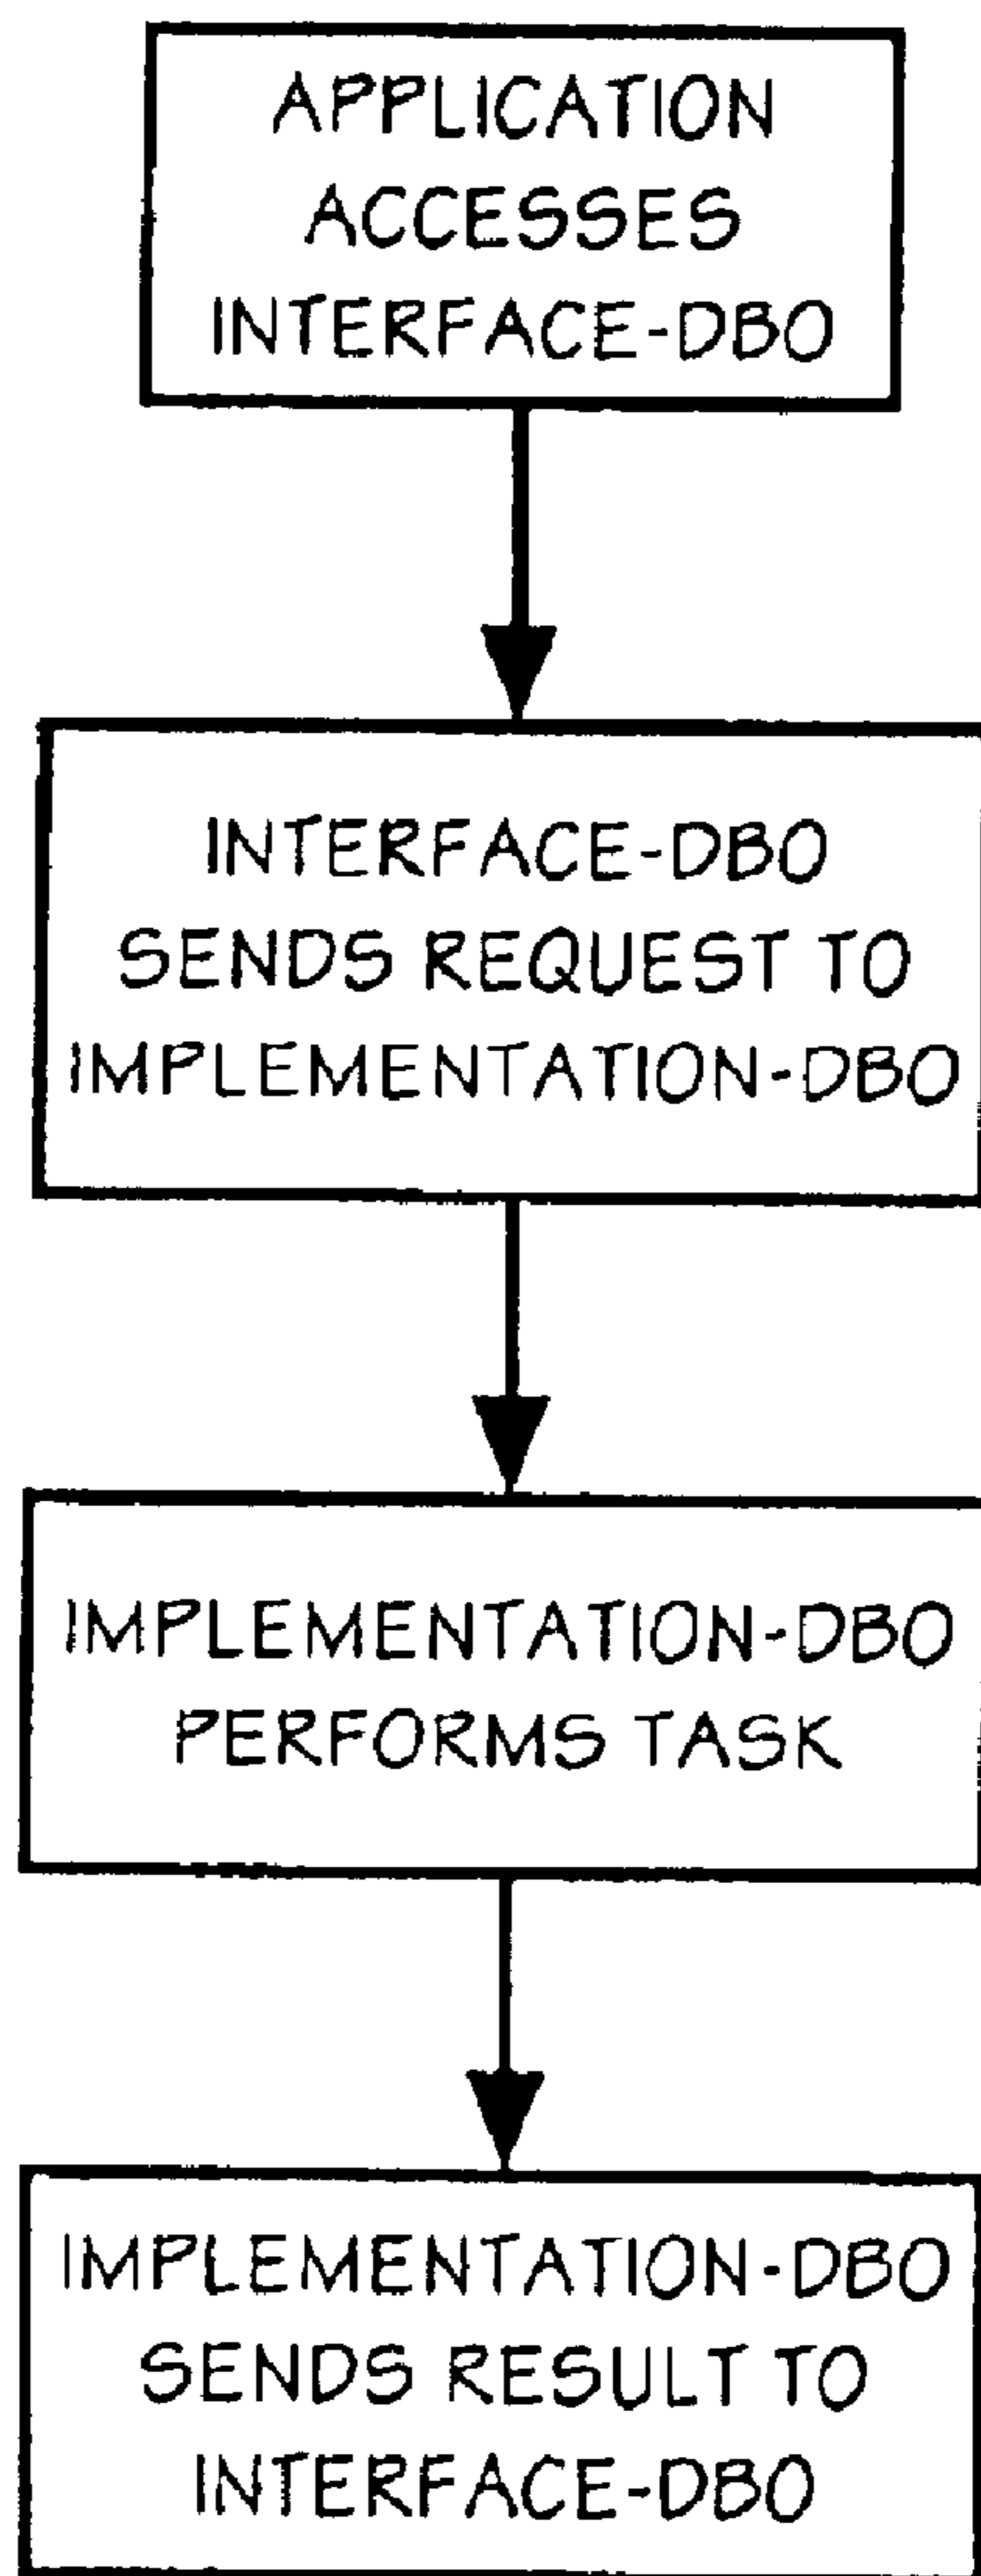 APPLICATION
ACCESSES
INTERFACE-DBO
INTERFACE-DBO
SENDS REQUEST TO
IMPLEMENTATION-DBO
IMPLEMENTATION-DBO
PERFORMS TASK
IMPLEMENTATION-DBO
SENDS RESULT TO
INTERFACE-DBO